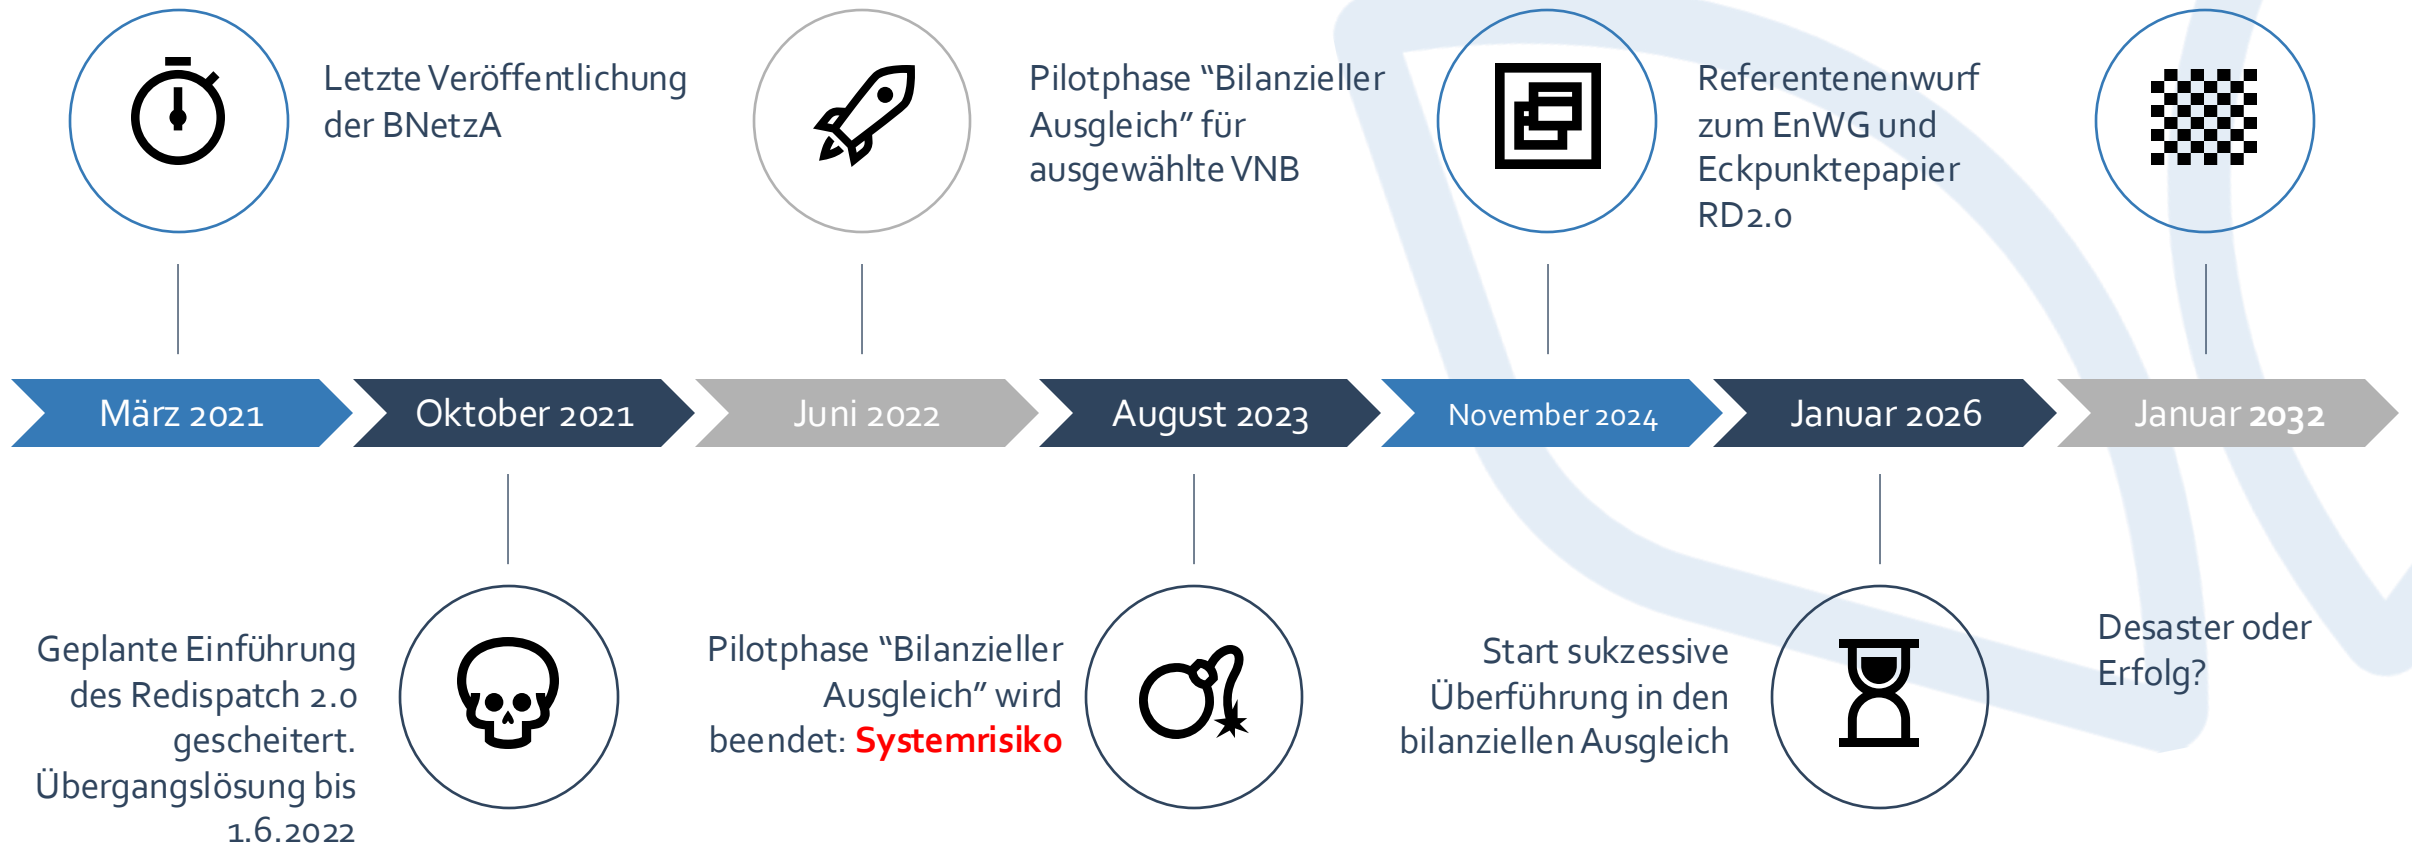 Letzte Veröffentlichung
der BNetzA
Pilotphase “Bilanzieller
Ausgleich” für
ausgewählte VNB
Referentenenwurf
zum EnWG und
Eckpunktepapier
RD2.0
März 2021
Oktober 2021
Juni 2022
August 2023
November 2024
Januar 2026
Januar 2032
Geplante Einführung
des Redispatch 2.0
gescheitert.
Übergangslösung bis
1.6.2022
Pilotphase “Bilanzieller
Ausgleich” wird
beendet: Systemrisiko
Start sukzessive
Überführung in den
bilanziellen Ausgleich
Desaster oder
Erfolg?